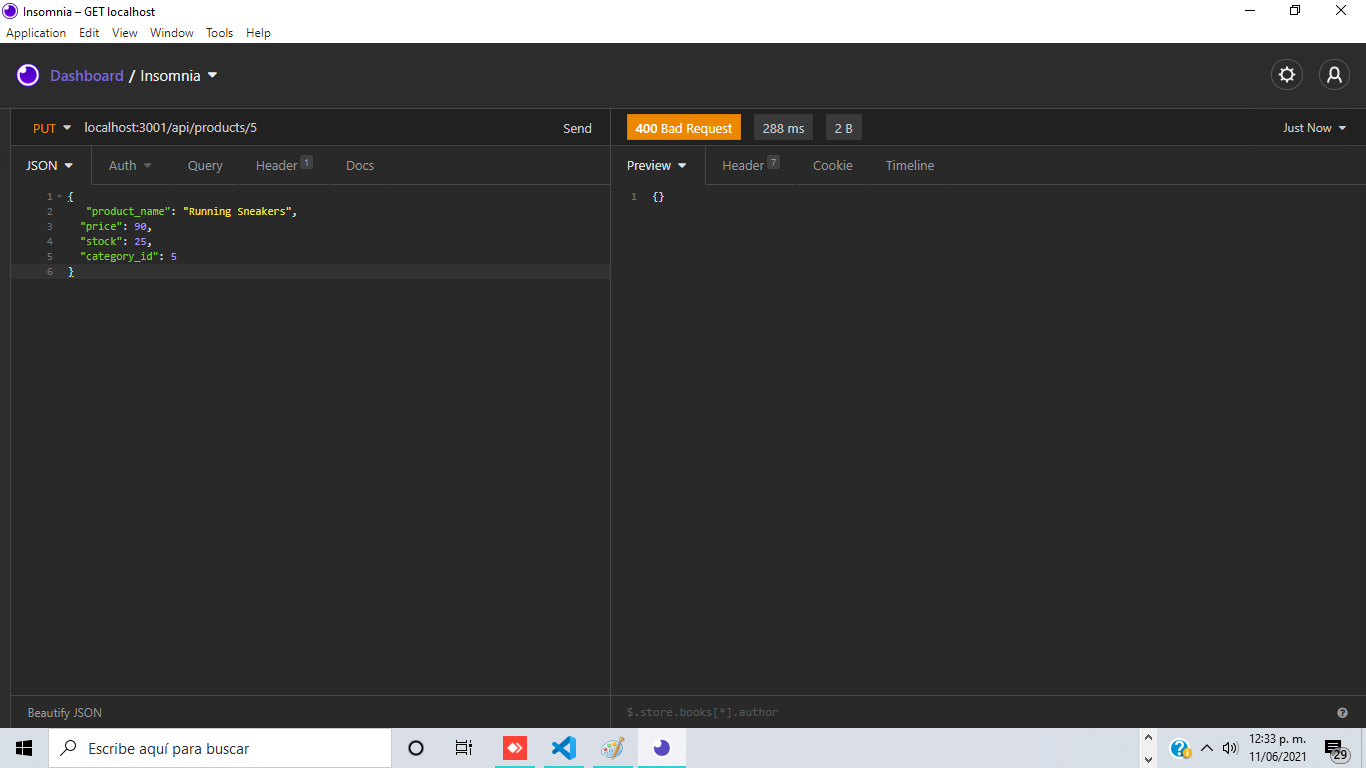 Insomnia – GET localhost
Application Edit View Window Tools Help
Dashboard / Insomnia
PUT localhost:3001/api/products/5 Send
400 Bad Request 288 ms 2 B Just Now
JSON Auth Query Header 1 Docs
Preview Header 7 Cookie Timeline
1 {
2 "product_name": "Running Sneakers",
3 "price": 90,
4 "stock": 25,
5 "category_id": 5
6 }
1 {}
Beautify JSON
$.store.books[*].author
Escribe aquí para buscar
12:33 p. m.
11/06/2021
29